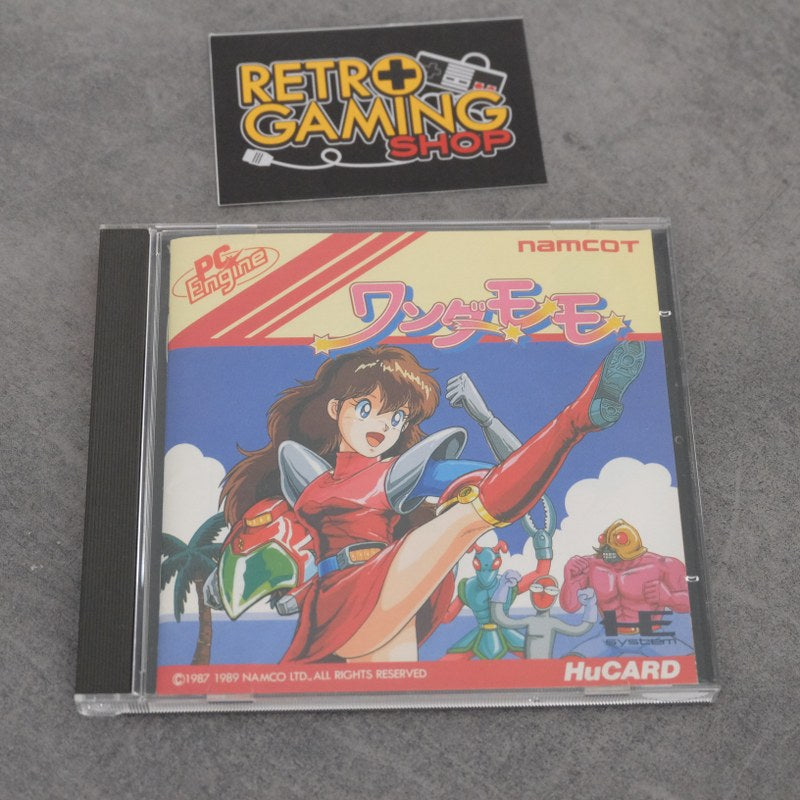 RETRO
GAMING
SHOP
PC Engine
namcoT
ワンダーモモ
©1987 1989 NAMCO LTD., ALL RIGHTS RESERVED
HE
SYSTEM
HuCARD